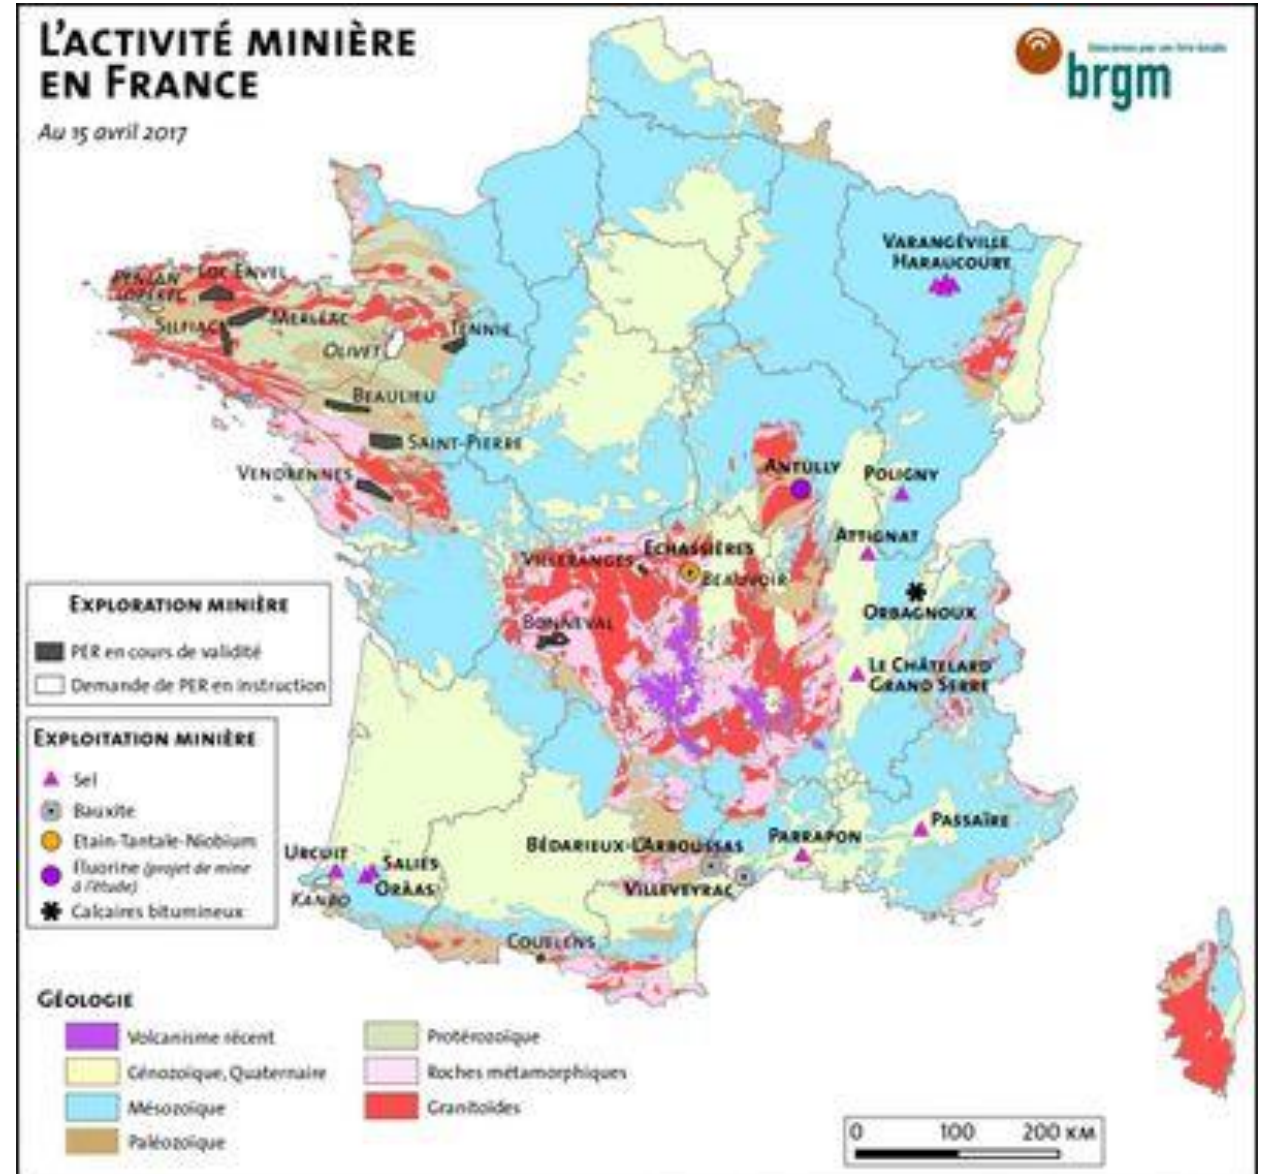 L'ACTIVITÉ MINIÈRE
EN FRANCE
Au 15 avril 2017
brgm
VARANGÉVILLE
HARAUCOURT
LOC ENVEL
SILFIAC
MERLÉAC
OLIVET
TENNIE
BEAULIEU
SAINT-PIERRE
VENDRENNES
ANTULLY
POLIGNY
ATTIGNAT
VILLERANGES
ECHASSIÈRES
BEAUVOIR
ORBAGNOUX
BONNEVAL
LE CHÂTELARD
GRAND SERRE
EXPLORATION MINIÈRE
PER en cours de validité
Demande de PER en instruction
EXPLOITATION MINIÈRE
Sel
Bauxite
Etain-Tantale-Niobium
Fluorine (projet de mine
à l'étude)
Calcaires bitumineux
PASSAÏRE
PARRAPON
BÉDARIEUX-L'ARBOUSSAS
VILLEVEYRAC
URCUIT
SALIES
ORÀAS
KANBO
COUFLENS
GÉOLOGIE
Volcanisme récent
Cénozoïque, Quaternaire
Mésozoïque
Paléozoïque
Protérozoïque
Roches métamorphiques
Granitoïdes
0 100 200 KM